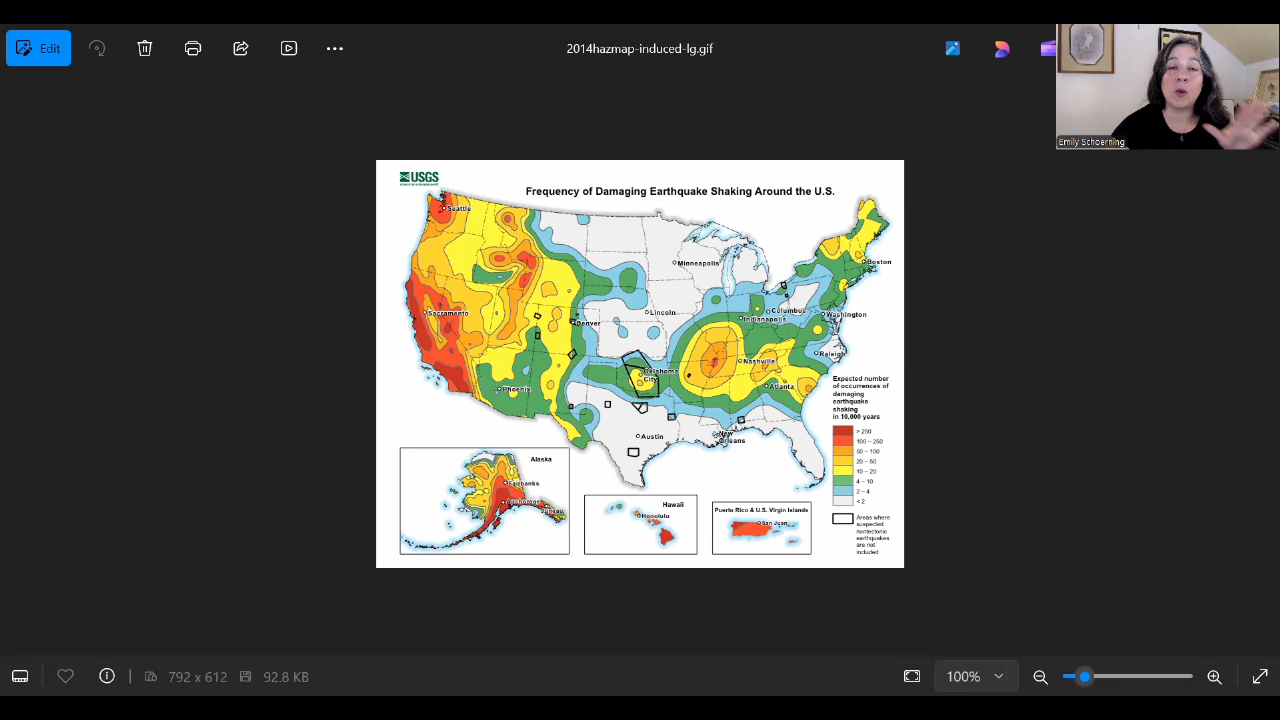 Edit
2014hazmap-induced-lg.gif
Emily Schoerning
USGS
Frequency of Damaging Earthquake Shaking Around the U.S.
Seattle
Minneapolis
Boston
Sacramento
Denver
Lincoln
Indianapolis
Columbus
Washington
Raleigh
Nashville
Oklahoma
City
Phoenix
Atlanta
Austin
New
Orleans
Expected number
of occurrences of
damaging
earthquake
shaking
in 10,000 years
> 250
100 – 250
50 – 100
20 – 50
10 – 20
4 – 10
2 – 4
< 2
Areas where
suspected
nontectonic
earthquakes
are not
included
Alaska
Fairbanks
Anchorage
Juneau
Hawaii
Honolulu
Puerto Rico & U.S. Virgin Islands
San Juan
792 x 612
92.8 KB
100%